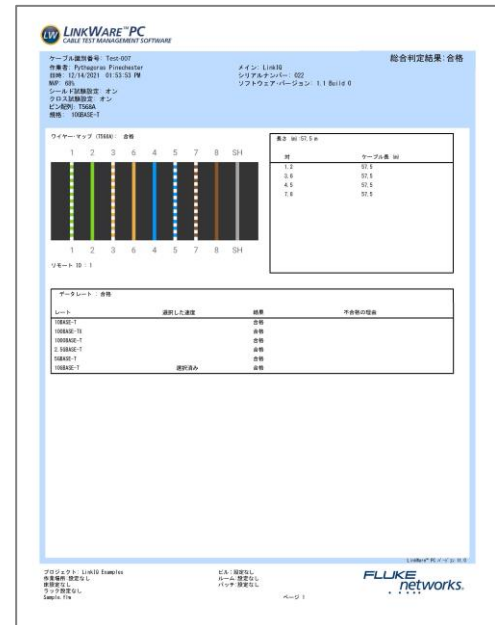 LINKWARE™PC
CABLE TEST MANAGEMENT SOFTWARE
ケーブル識別番号: Test-007
作業者: Pythagoras Pinechester
日時: 12/14/2021 01:53:53 PM
NVP: 68%
シールド試験設定: オン
クロス試験設定: オン
ピン配列: T568A
規格: 10GBASE-T
メイン: LinkIQ
シリアルナンバー: 022
ソフトウェア・バージョン: 1.1 Build 0
総合判定結果:合格
ワイヤー・マップ (T568A): 合格
1 2 3 6 4 5 7 8 SH
1 2 3 6 4 5 7 8 SH
リモート ID : 1
長さ (m):57.5 m
対 ケーブル長 (m)
1,2 57.5
3,6 57.5
4,5 57.5
7,8 57.5
データレート : 合格
レート 選択した速度 結果 不合格の理由
10BASE-T 合格
100BASE-TX 合格
1000BASE-T 合格
2.5GBASE-T 合格
5GBASE-T 合格
10GBASE-T 選択済み 合格
プロジェクト: LinkIQ Examples
作業場所:設定なし
床:設定なし
ラック:設定なし
Sample.flw
ビル:設定なし
ルーム:設定なし
パッチ:設定なし
ページ 1
FLUKE networks.